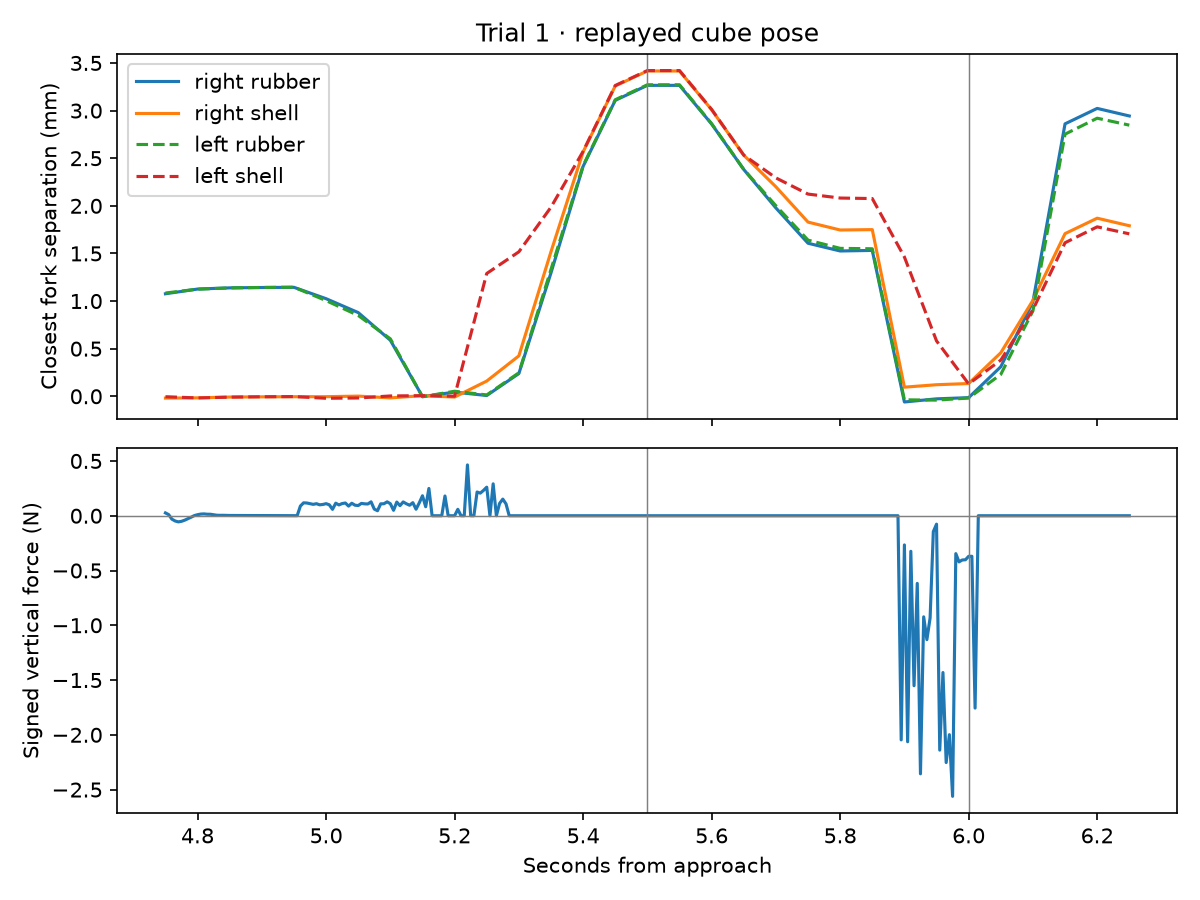 Trial 1 · replayed cube pose
Closest fork separation (mm)
3.5
3.0
2.5
2.0
1.5
1.0
0.5
0.0
right rubber
right shell
left rubber
left shell
Signed vertical force (N)
0.5
0.0
−0.5
−1.0
−1.5
−2.0
−2.5
4.8 5.0 5.2 5.4 5.6 5.8 6.0 6.2
Seconds from approach